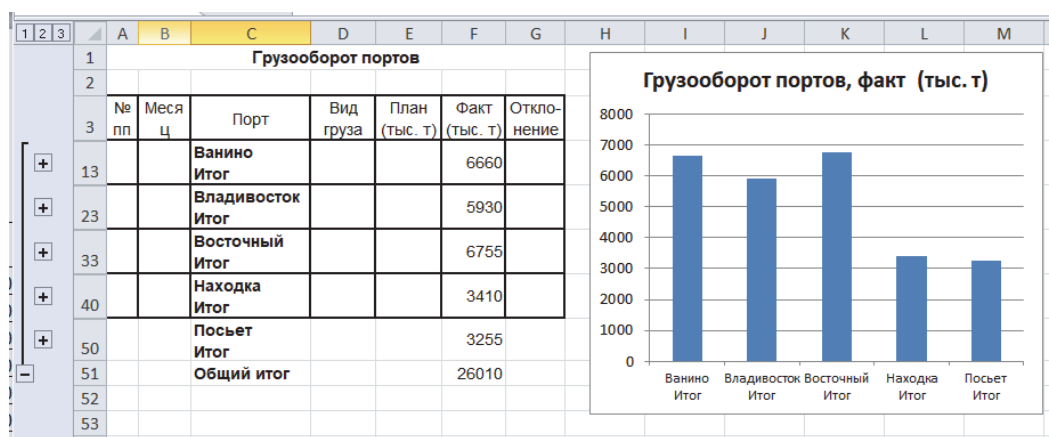 1 2 3
A B C D E F G H I J K L M
1 Грузооборот портов
2
3 № пп Меся ц Порт Вид груза План (тыс. т) Факт (тыс. т) Откло- нение
13 Ванино Итог 6660
23 Владивосток Итог 5930
33 Восточный Итог 6755
40 Находка Итог 3410
50 Посьет Итог 3255
51 Общий итог 26010
52
53
Грузооборот портов, факт (тыс. т)
8000
7000
6000
5000
4000
3000
2000
1000
0
Ванино Владивосток Восточный Находка Посьет
Итог Итог Итог Итог Итог